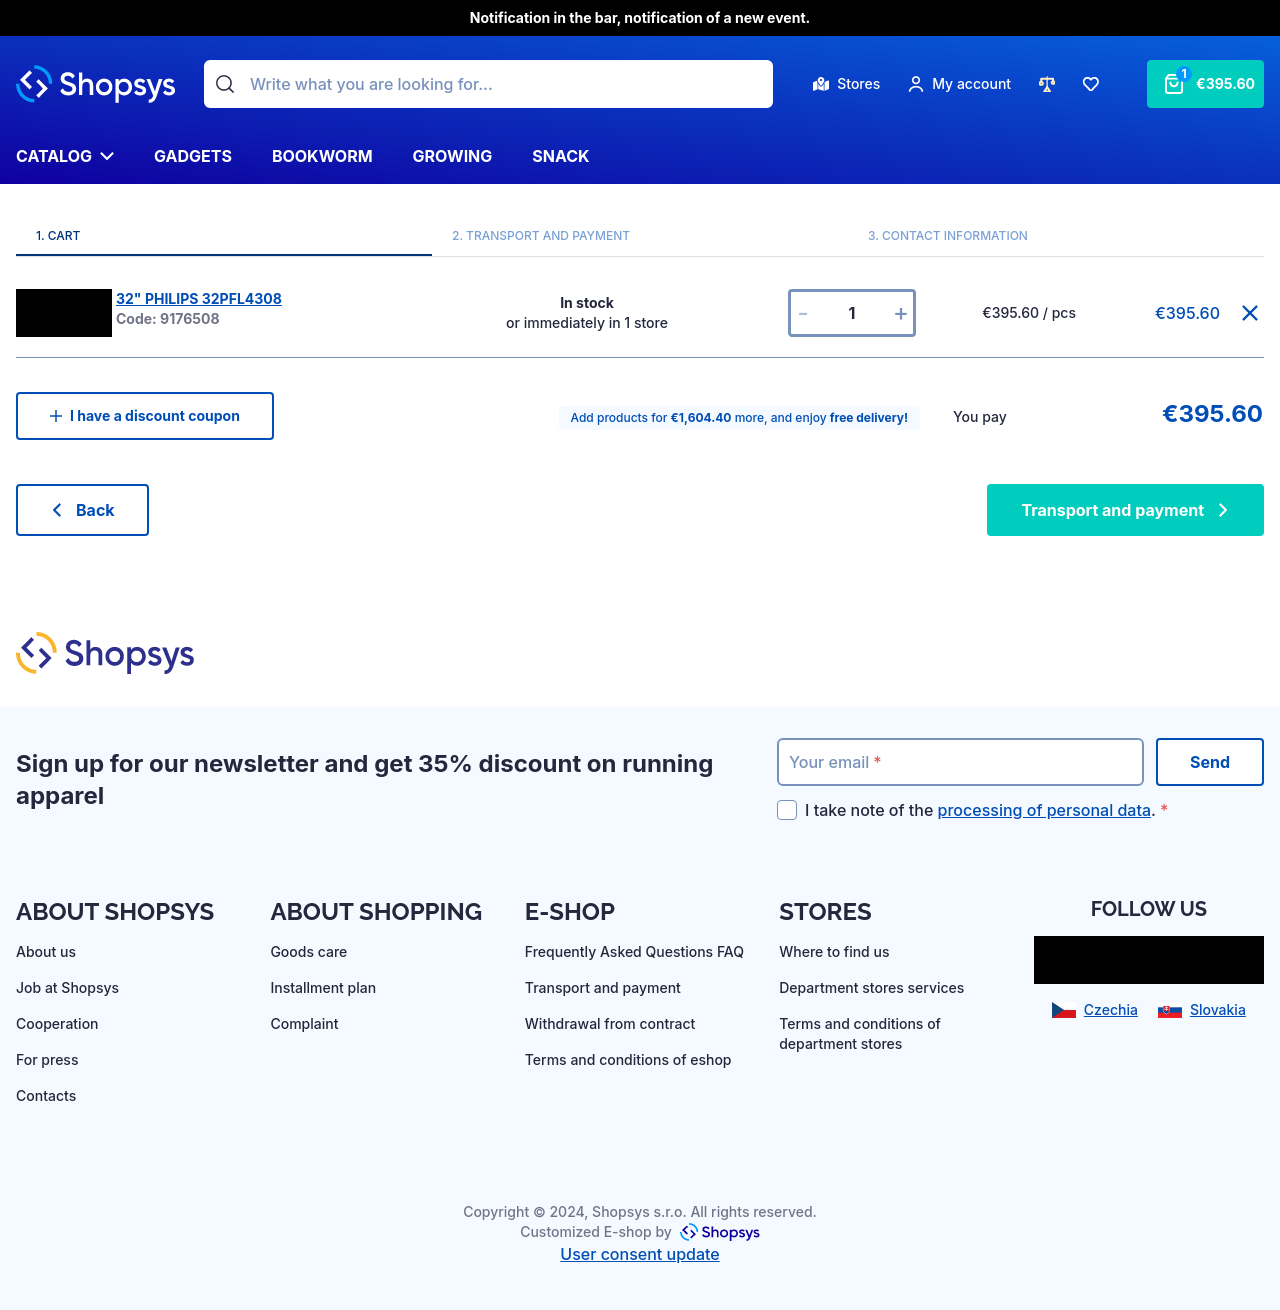 Notification in the bar, notification of a new event.
Shopsys
Write what you are looking for...
Stores
My account
1
€395.60
CATALOG
GADGETS
BOOKWORM
GROWING
SNACK
1. CART
2. TRANSPORT AND PAYMENT
3. CONTACT INFORMATION
32" PHILIPS 32PFL4308
Code: 9176508
In stock
or immediately in 1 store
- 1 +
€395.60 / pcs
€395.60
I have a discount coupon
Add products for €1,604.40 more, and enjoy free delivery!
You pay
€395.60
Back
Transport and payment
Shopsys
Sign up for our newsletter and get 35% discount on running
apparel
Your email *
Send
I take note of the processing of personal data. *
ABOUT SHOPSYS
About us
Job at Shopsys
Cooperation
For press
Contacts
ABOUT SHOPPING
Goods care
Installment plan
Complaint
E-SHOP
Frequently Asked Questions FAQ
Transport and payment
Withdrawal from contract
Terms and conditions of eshop
STORES
Where to find us
Department stores services
Terms and conditions of
department stores
FOLLOW US
Czechia
Slovakia
Copyright © 2024, Shopsys s.r.o. All rights reserved.
Customized E-shop by Shopsys
User consent update